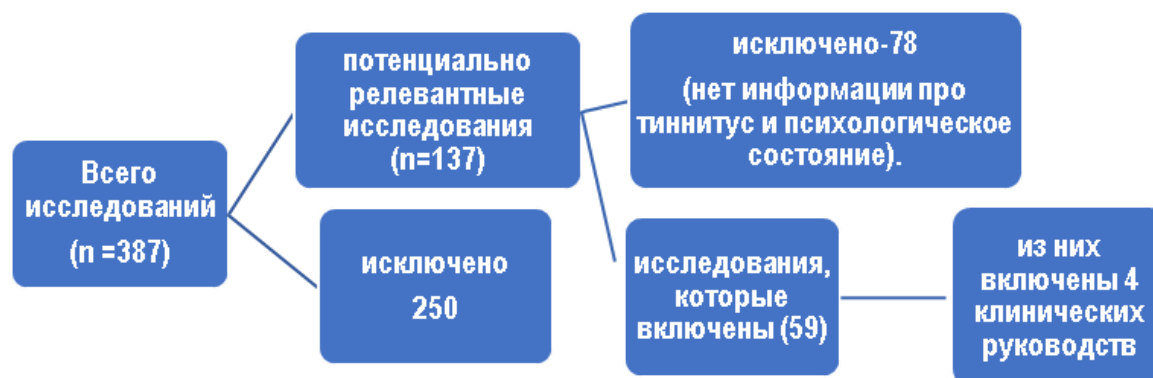 Всего
исследований
(n =387)
потенциально
релевантные
исследования
(n=137)
исключено
250
исключено-78
(нет информации про
тиннитус и психологическое
состояние).
исследования,
которые
включены (59)
из них
включены 4
клинических
руководств